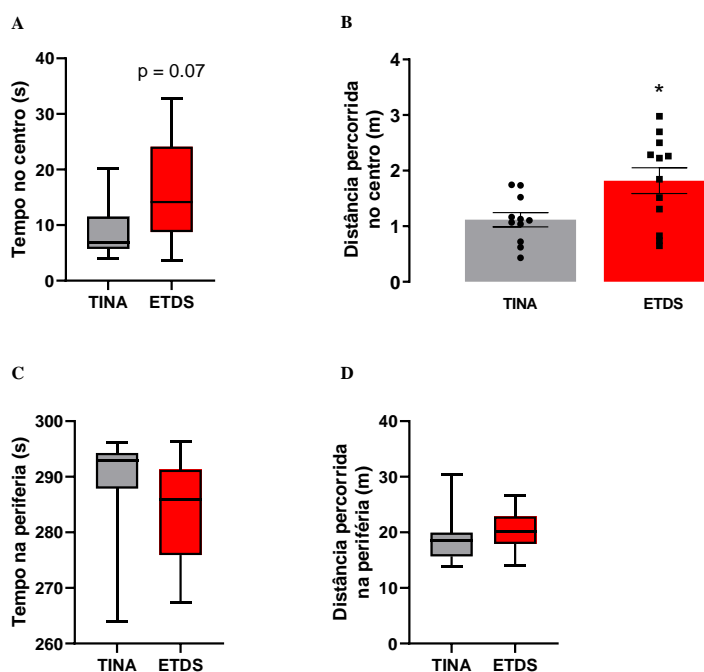 A
Tempo no centro (s)
40
30
20
10
0
p = 0.07
TINA ETDS
B
Distância percorrida
no centro (m)
4
3
2
1
0
*
TINA ETDS
C
Tempo na periferia (s)
300
290
280
270
260
TINA ETDS
D
Distância percorrida
na periféria (m)
40
30
20
10
0
TINA ETDS